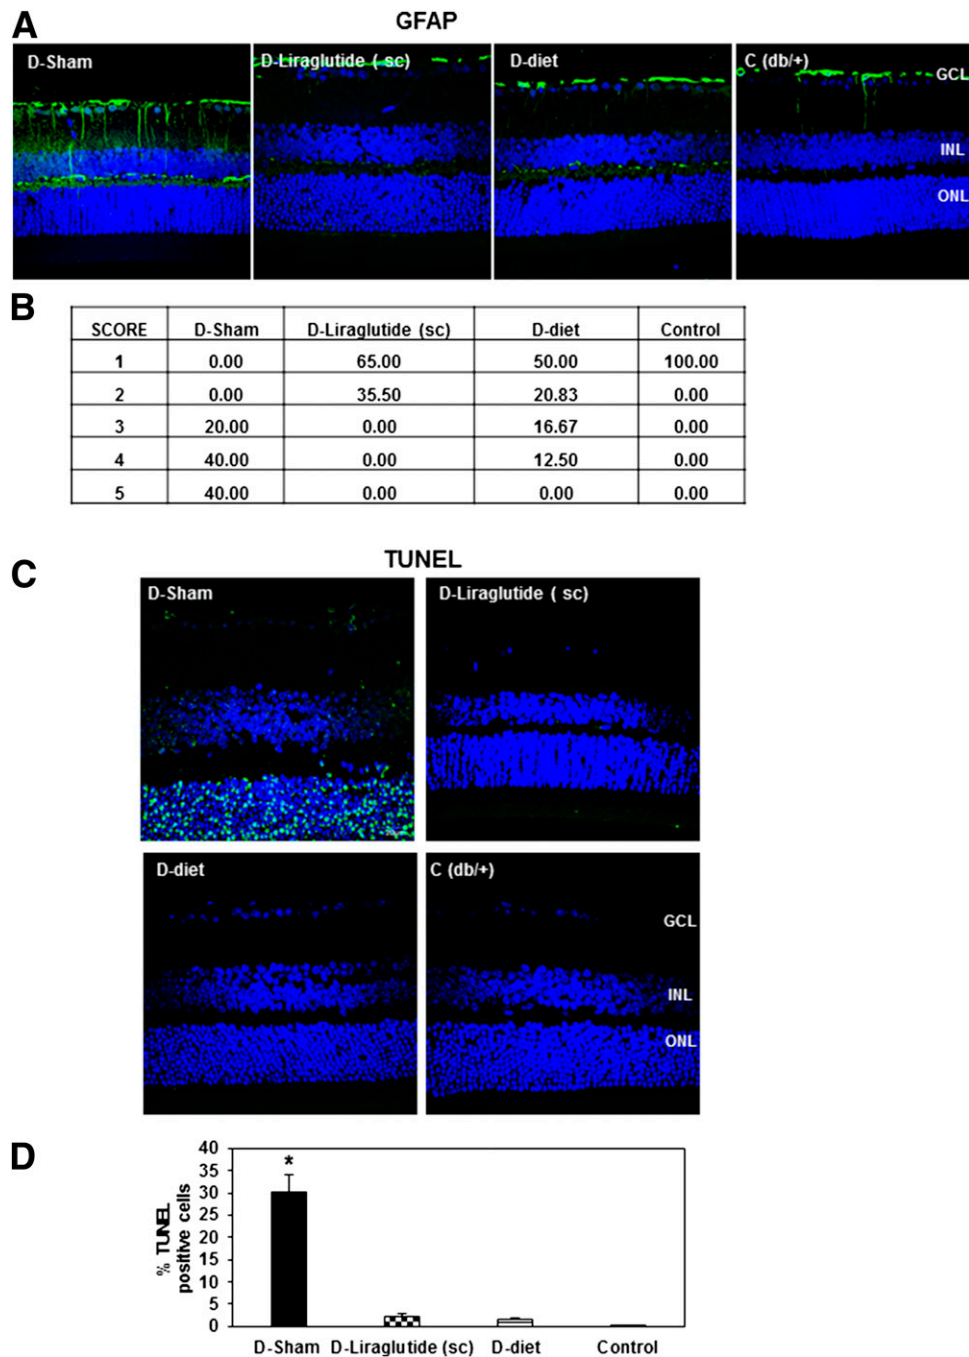 A
GFAP
D-Sham
D-Liraglutide ( sc)
D-diet
C (db/+)
GCL
INL
ONL
B
SCORE D-Sham D-Liraglutide (sc) D-diet Control
1 0.00 65.00 50.00 100.00
2 0.00 35.50 20.83 0.00
3 20.00 0.00 16.67 0.00
4 40.00 0.00 12.50 0.00
5 40.00 0.00 0.00 0.00
C
TUNEL
D-Sham
D-Liraglutide ( sc)
D-diet
C (db/+)
GCL
INL
ONL
D
% TUNEL
positive cells
40
35
30
25
20
15
10
5
0
*
D-Sham D-Liraglutide (sc) D-diet Control